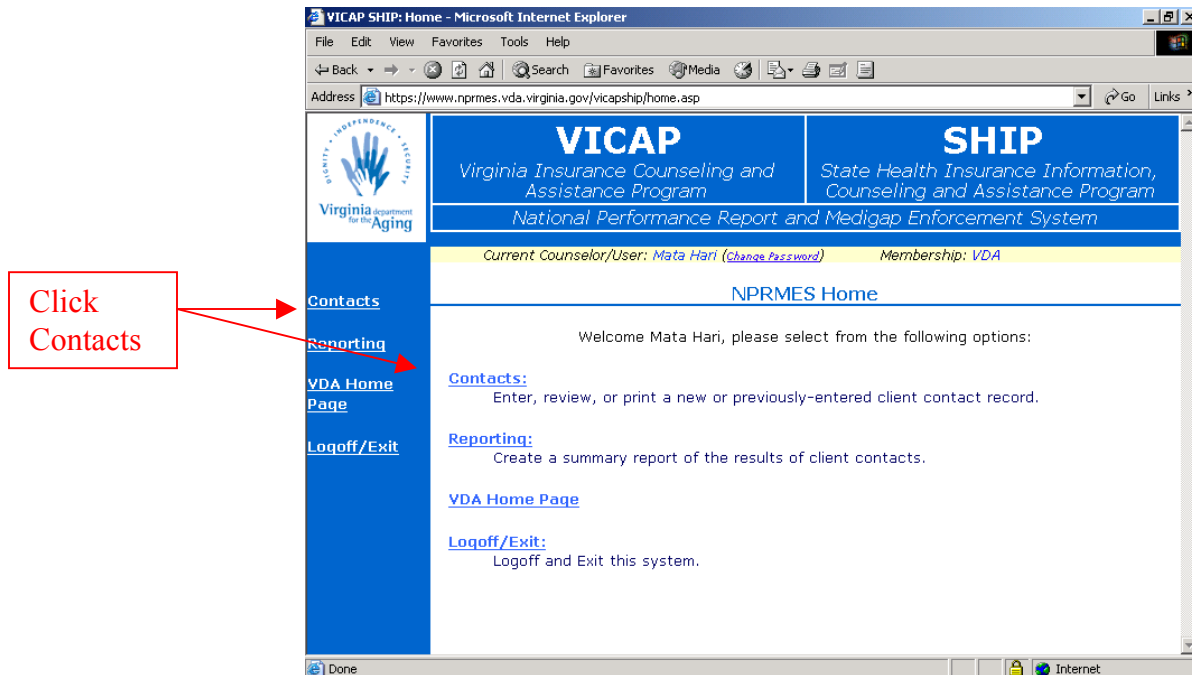 VICAP SHIP: Home - Microsoft Internet Explorer
File Edit View Favorites Tools Help
Back Search Favorites Media
Address https://www.nprmes.vda.virginia.gov/vicapship/home.asp Go Links
DIGNITY · INDEPENDENCE · SECURITY
Virginia department
for the Aging
VICAP
Virginia Insurance Counseling and
Assistance Program
SHIP
State Health Insurance Information,
Counseling and Assistance Program
National Performance Report and Medigap Enforcement System
Current Counselor/User: Mata Hari (Change Password) Membership: VDA
Click
Contacts
Contacts
Reporting
VDA Home
Page
Logoff/Exit
NPRMES Home
Welcome Mata Hari, please select from the following options:
Contacts:
Enter, review, or print a new or previously-entered client contact record.
Reporting:
Create a summary report of the results of client contacts.
VDA Home Page
Logoff/Exit:
Logoff and Exit this system.
Done Internet